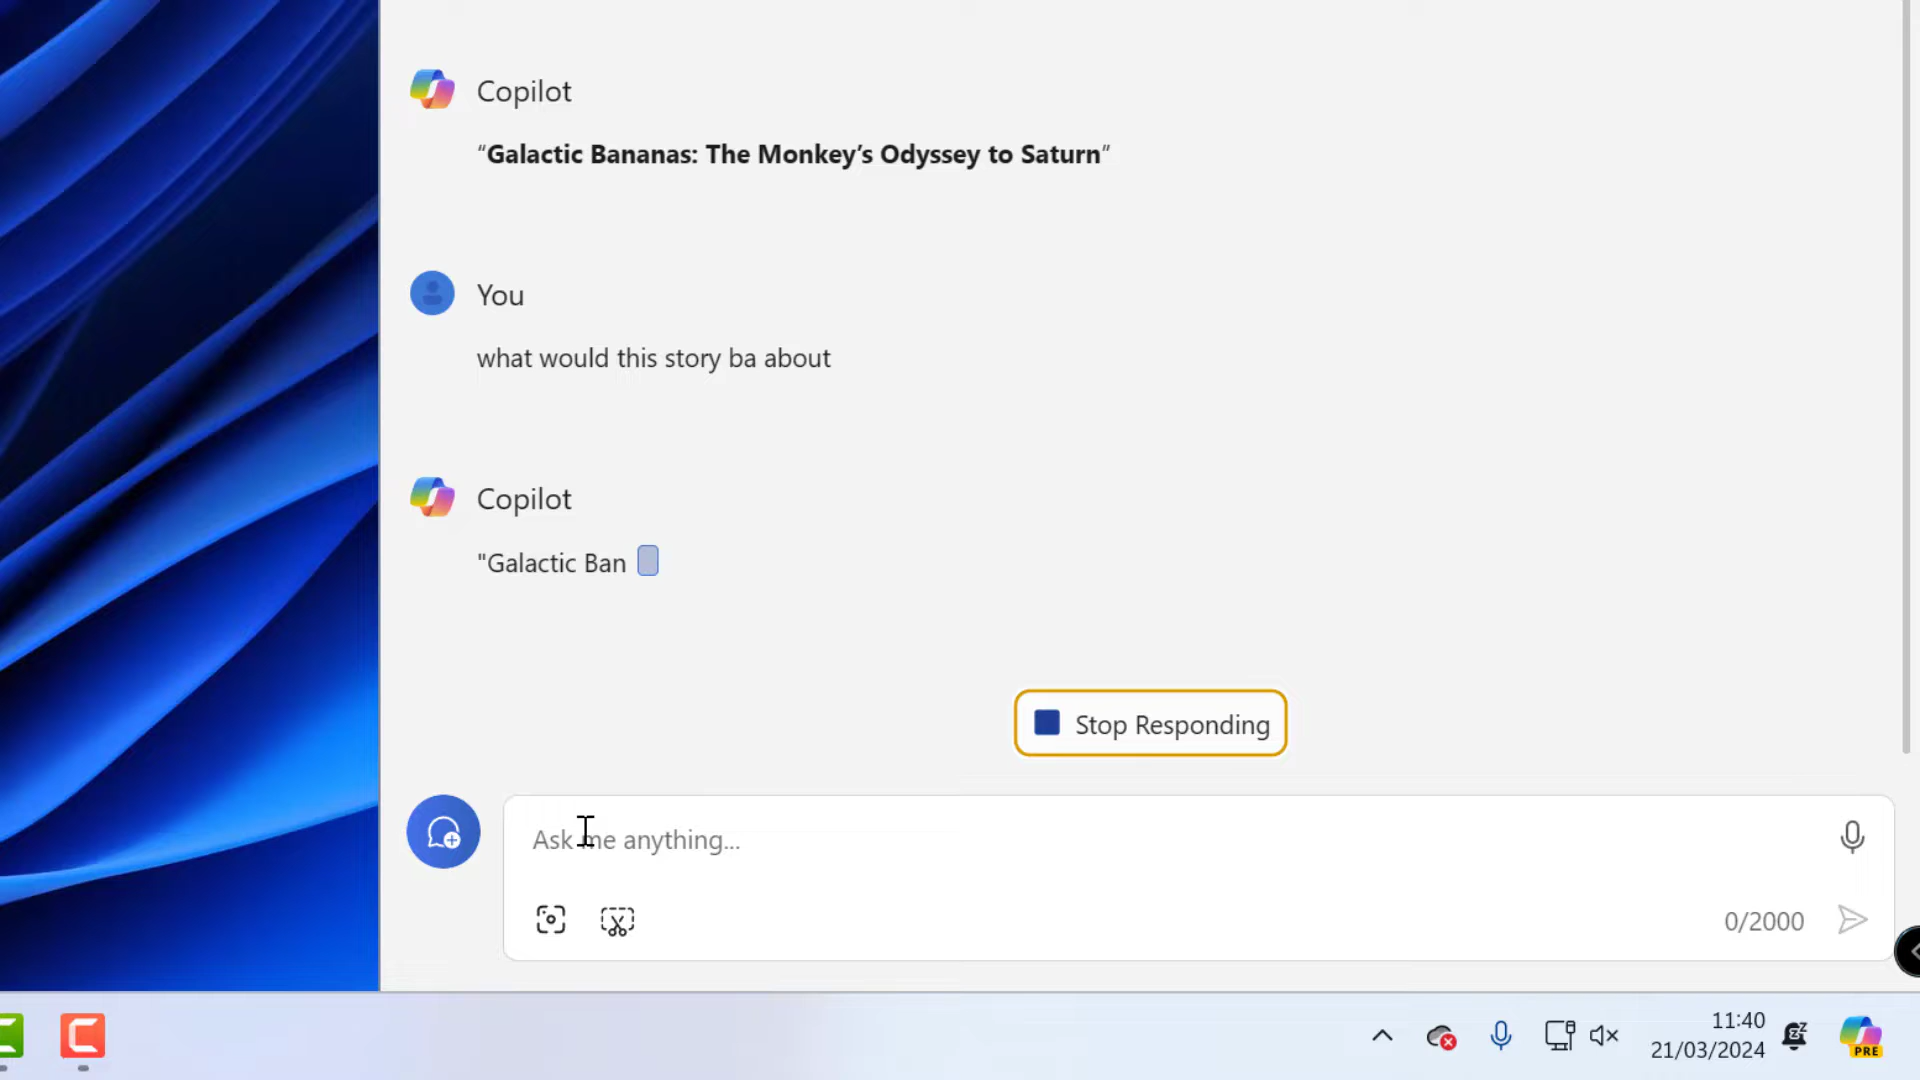 Copilot
“Galactic Bananas: The Monkey’s Odyssey to Saturn”
You
what would this story ba about
Copilot
"Galactic Ban
Stop Responding
Ask me anything...
0/2000
11:40
21/03/2024
PRE